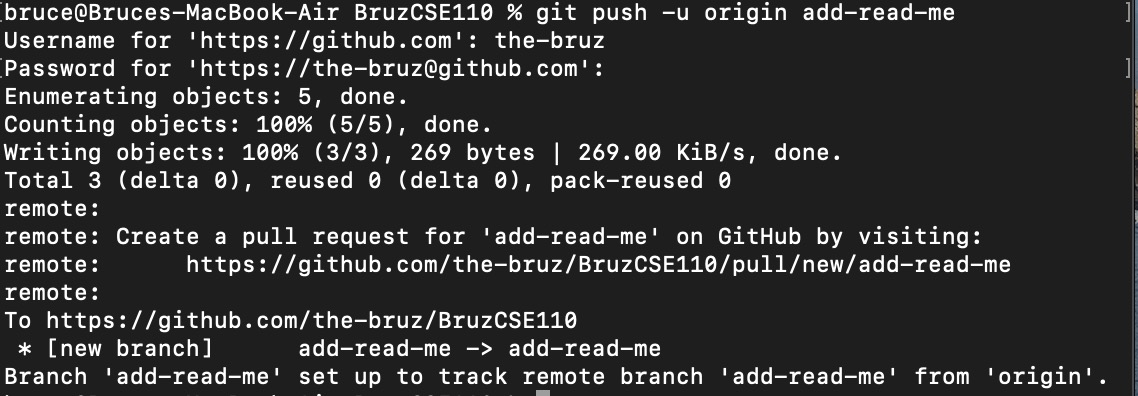 bruce@Bruces-MacBook-Air BruzCSE110 % git push -u origin add-read-me
Username for 'https://github.com': the-bruz
Password for 'https://the-bruz@github.com':
Enumerating objects: 5, done.
Counting objects: 100% (5/5), done.
Writing objects: 100% (3/3), 269 bytes | 269.00 KiB/s, done.
Total 3 (delta 0), reused 0 (delta 0), pack-reused 0
remote:
remote: Create a pull request for 'add-read-me' on GitHub by visiting:
remote:      https://github.com/the-bruz/BruzCSE110/pull/new/add-read-me
remote:
To https://github.com/the-bruz/BruzCSE110
 * [new branch]      add-read-me -> add-read-me
Branch 'add-read-me' set up to track remote branch 'add-read-me' from 'origin'.